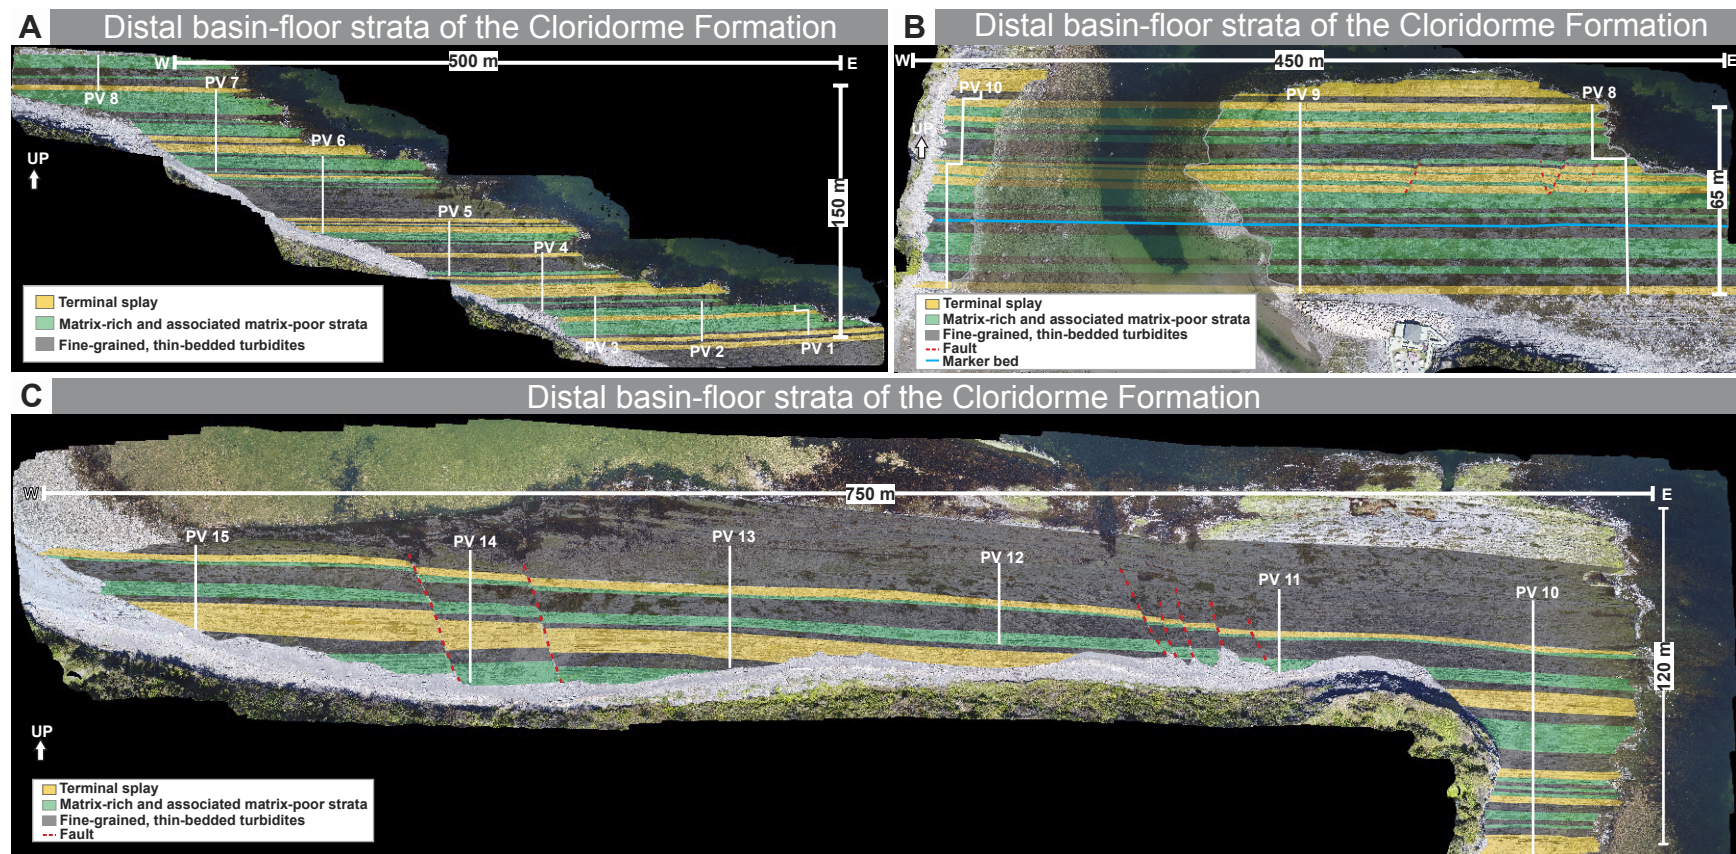 A
Distal basin-floor strata of the Cloridorme Formation
W
500 m
E
PV 8
PV 7
PV 6
PV 5
PV 4
PV 3
PV 2
PV 1
UP
150 m
Terminal splay
Matrix-rich and associated matrix-poor strata
Fine-grained, thin-bedded turbidites
B
Distal basin-floor strata of the Cloridorme Formation
W
450 m
E
PV 10
PV 9
PV 8
UP
65 m
Terminal splay
Matrix-rich and associated matrix-poor strata
Fine-grained, thin-bedded turbidites
Fault
Marker bed
C
Distal basin-floor strata of the Cloridorme Formation
W
750 m
E
PV 15
PV 14
PV 13
PV 12
PV 11
PV 10
120 m
UP
Terminal splay
Matrix-rich and associated matrix-poor strata
Fine-grained, thin-bedded turbidites
Fault